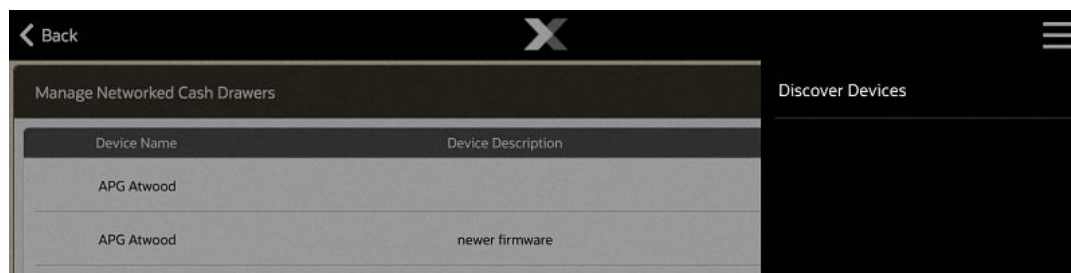 Back
Manage Networked Cash Drawers
Discover Devices
Device Name Device Description
APG Atwood
APG Atwood newer firmware